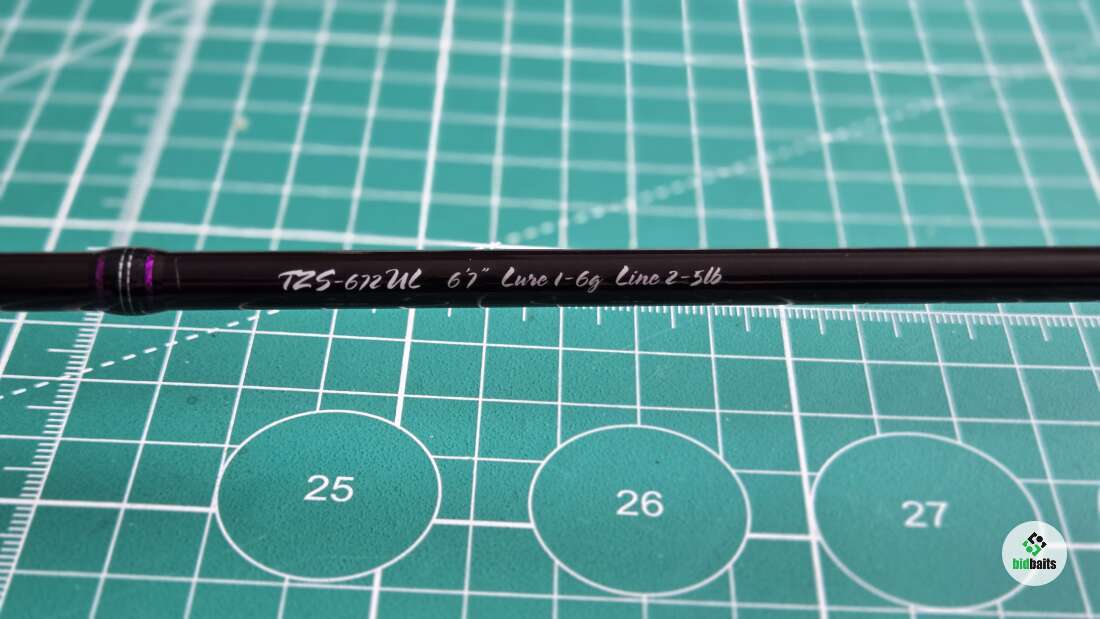 TZS-672UL 6'7" Lure 1-6g Line 2-5lb
25 26 27
bidbaits